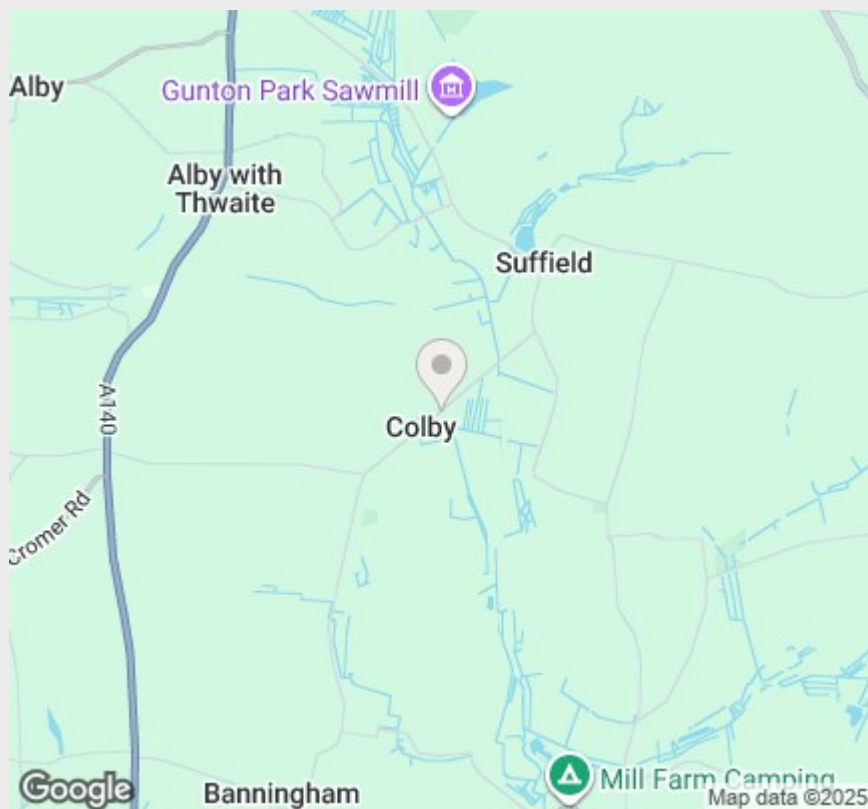 Alby
Gunton Park Sawmill
Alby with
Thwaite
Suffield
A140
Colby
Cromer Rd
Banningham
Mill Farm Camping
Google
Map data ©2025